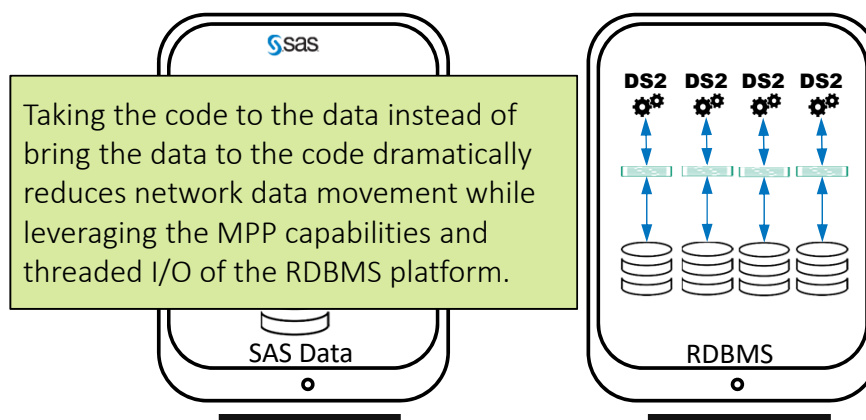 sas
Taking the code to the data instead of
bring the data to the code dramatically
reduces network data movement while
leveraging the MPP capabilities and
threaded I/O of the RDBMS platform.
SAS Data
DS2 DS2 DS2 DS2
RDBMS